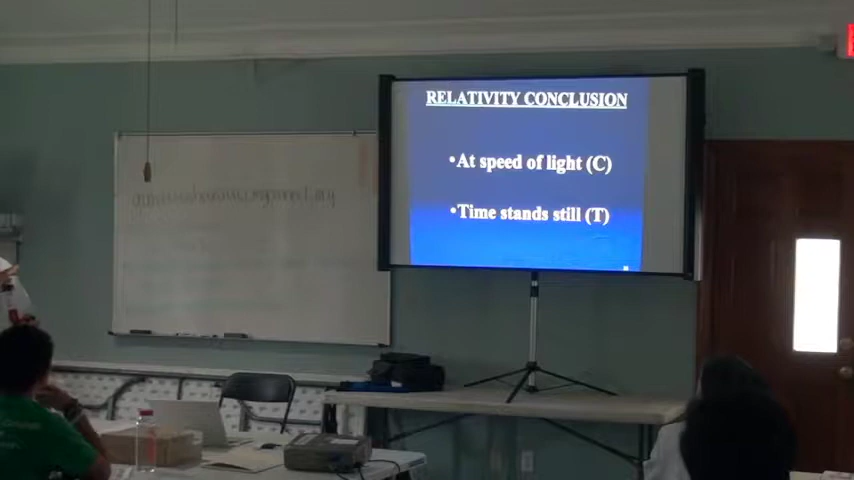 RELATIVITY CONCLUSION
•At speed of light (C)
•Time stands still (T)